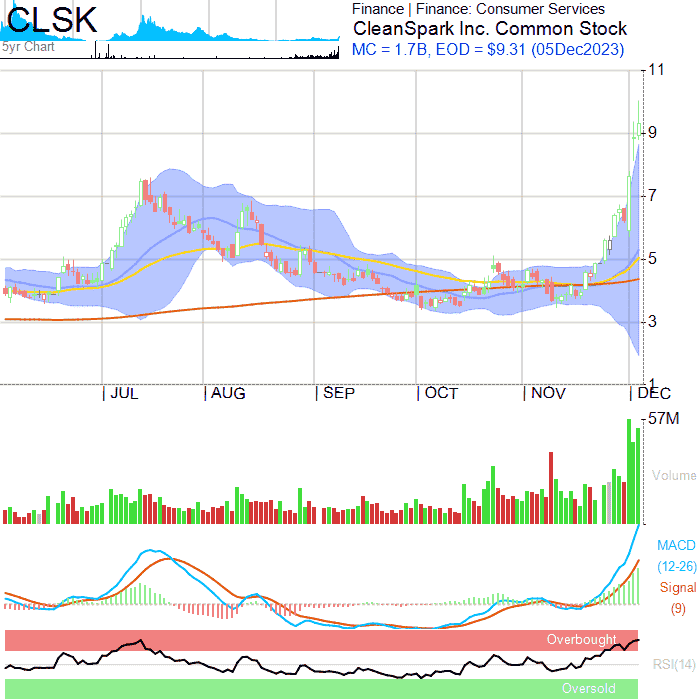 CLSK
5yr Chart
Finance | Finance: Consumer Services
CleanSpark Inc. Common Stock
MC = 1.7B, EOD = $9.31 (05Dec2023)
11
9
7
5
3
1
JUL
AUG
SEP
OCT
NOV
DEC
57M
Volume
MACD
(12-26)
Signal
(9)
Overbought
RSI(14)
Oversold